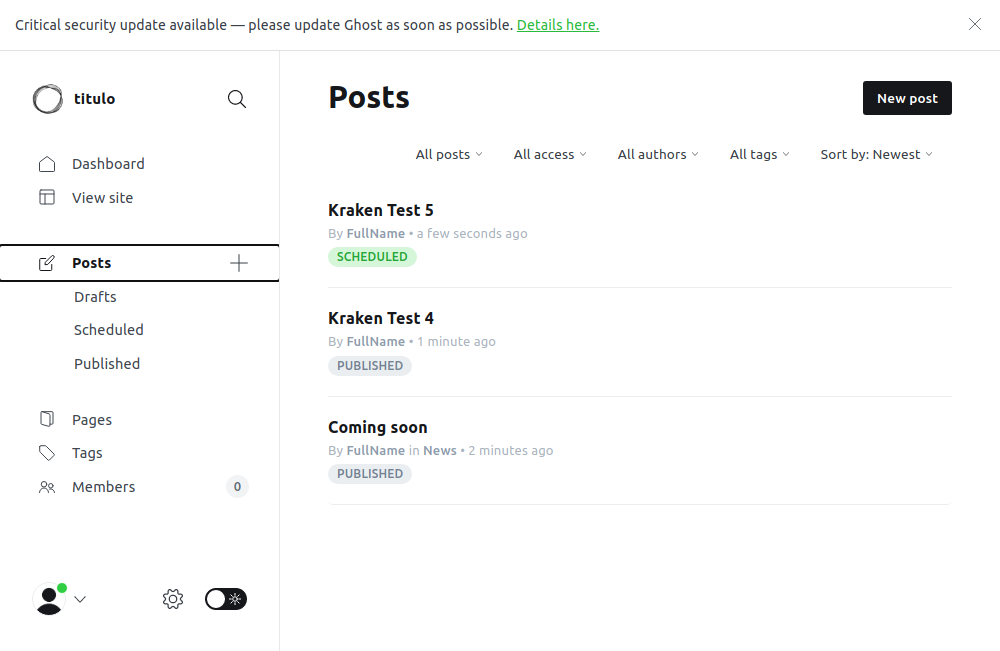 Critical security update available — please update Ghost as soon as possible. Details here.
titulo
Dashboard
View site
Posts
Drafts
Scheduled
Published
Pages
Tags
Members 0
Posts
New post
All posts All access All authors All tags Sort by: Newest
Kraken Test 5
By FullName • a few seconds ago
SCHEDULED
Kraken Test 4
By FullName • 1 minute ago
PUBLISHED
Coming soon
By FullName in News • 2 minutes ago
PUBLISHED